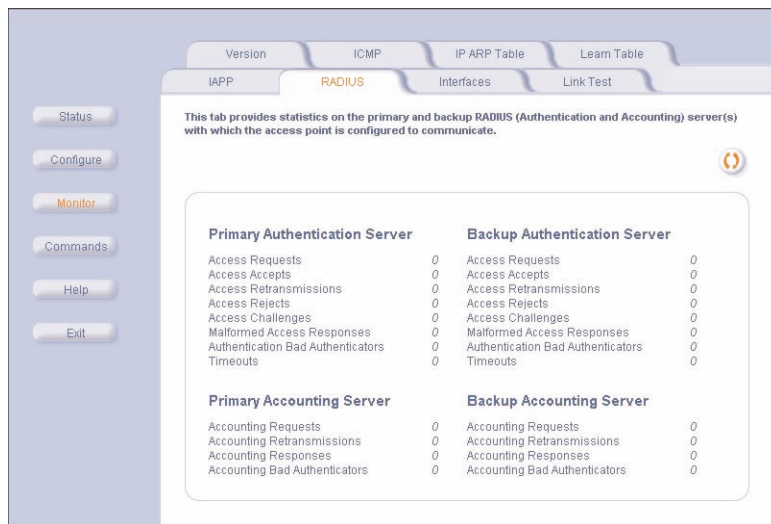 Version ICMP IP ARP Table Learn Table
IAPP RADIUS Interfaces Link Test
Status
Configure
Monitor
Commands
Help
Exit
This tab provides statistics on the primary and backup RADIUS (Authentication and Accounting) server(s)
with which the access point is configured to communicate.
Primary Authentication Server
Access Requests 0
Access Accepts 0
Access Retransmissions 0
Access Rejects 0
Access Challenges 0
Malformed Access Responses 0
Authentication Bad Authenticators 0
Timeouts 0
Backup Authentication Server
Access Requests 0
Access Accepts 0
Access Retransmissions 0
Access Rejects 0
Access Challenges 0
Malformed Access Responses 0
Authentication Bad Authenticators 0
Timeouts 0
Primary Accounting Server
Accounting Requests 0
Accounting Retransmissions 0
Accounting Responses 0
Accounting Bad Authenticators 0
Backup Accounting Server
Accounting Requests 0
Accounting Retransmissions 0
Accounting Responses 0
Accounting Bad Authenticators 0